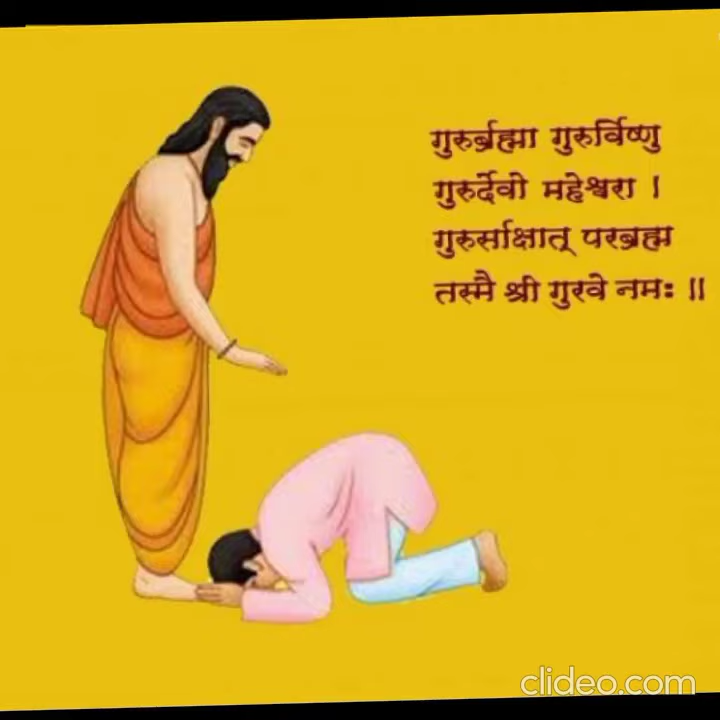 गुरुर्ब्रह्मा गुरुर्विष्णु
गुरुर्देवो महेश्वरा ।
गुरुर्साक्षात् परब्रह्म
तस्मै श्री गुरवे नमः ॥
clideo.com